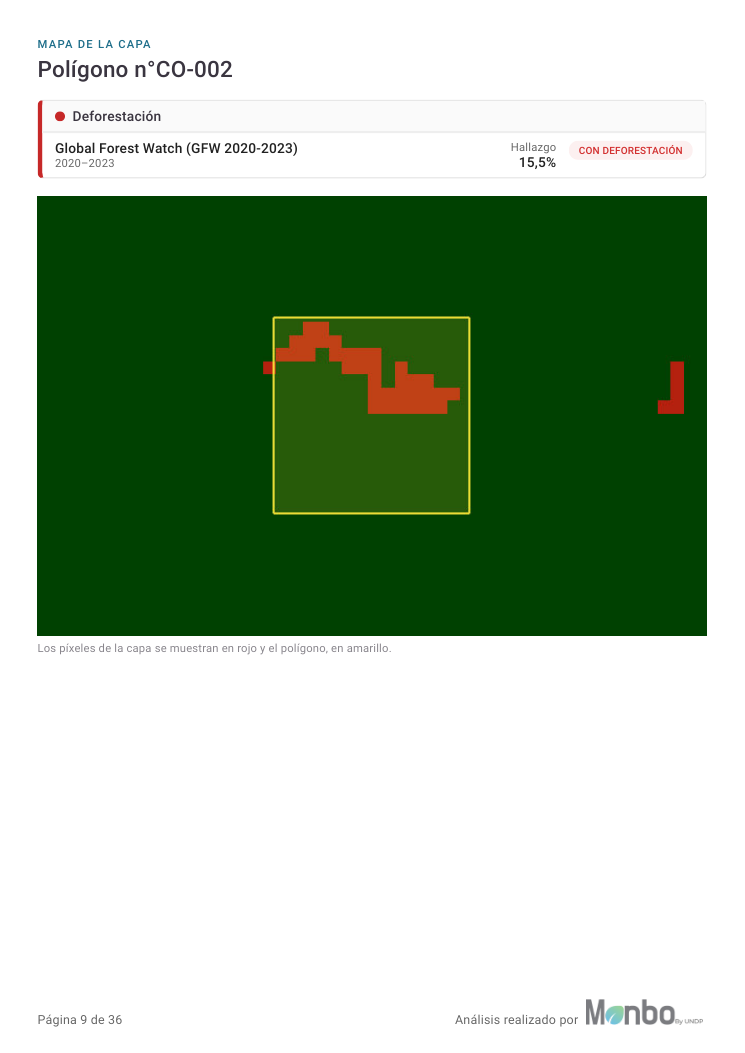 MAPA DE LA CAPA
Polígono n°CO-002
Deforestación
Global Forest Watch (GFW 2020-2023)
2020–2023
Hallazgo
15,5%
CON DEFORESTACIÓN
Los píxeles de la capa se muestran en rojo y el polígono, en amarillo.
Página 9 de 36
Análisis realizado por
Monbo By UNDP